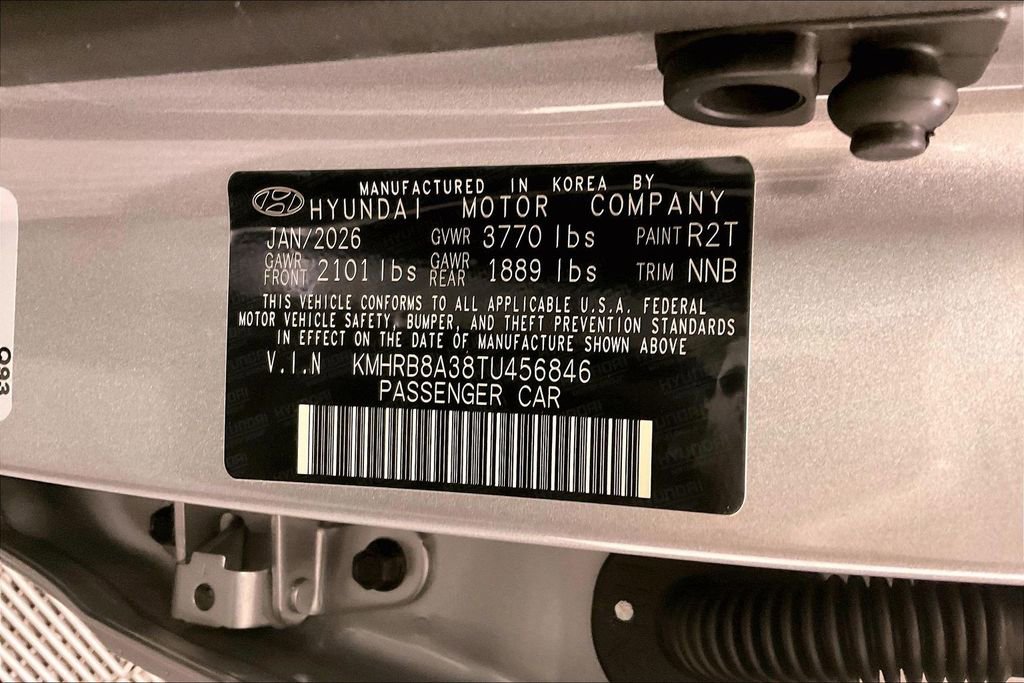 MANUFACTURED IN KOREA BY
HYUNDAI MOTOR COMPANY
JAN/2026 GVWR 3770 lbs PAINT R2T
GAWR FRONT 2101 lbs GAWR REAR 1889 lbs TRIM NNB
THIS VEHICLE CONFORMS TO ALL APPLICABLE U.S.A. FEDERAL
MOTOR VEHICLE SAFETY, BUMPER, AND THEFT PREVENTION STANDARDS
IN EFFECT ON THE DATE OF MANUFACTURE SHOWN ABOVE
V.I.N KMHRB8A38TU456846
PASSENGER CAR
093